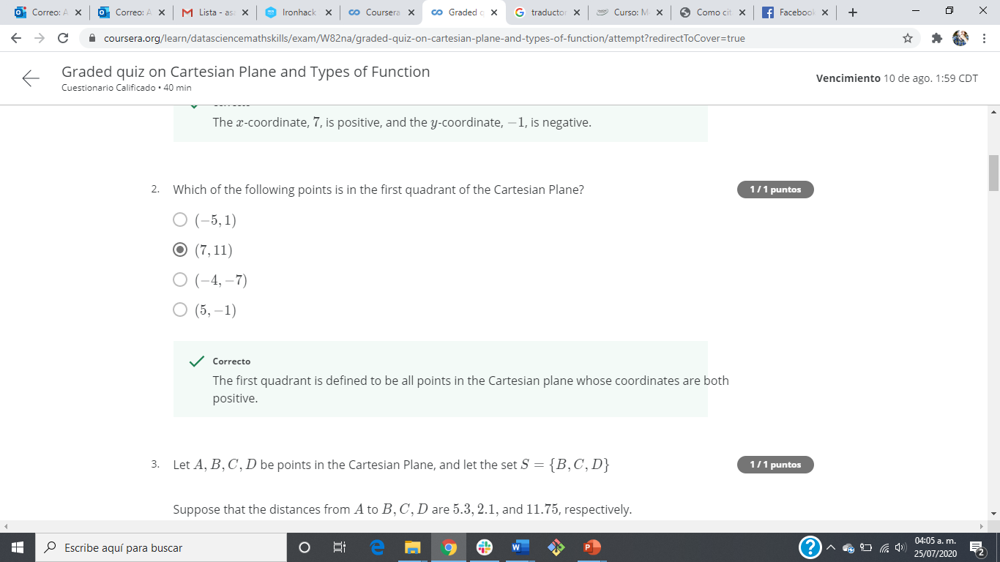 Correo: A
Correo: A
Lista - as
Ironhack
Coursera
Graded q
traductor
Curso: M
Como cit
Facebook
coursera.org/learn/datasciencemathskills/exam/W82na/graded-quiz-on-cartesian-plane-and-types-of-function/attempt?redirectToCover=true
Graded quiz on Cartesian Plane and Types of Function
Cuestionario Calificado • 40 min
Vencimiento 10 de ago. 1:59 CDT
The x-coordinate, 7, is positive, and the y-coordinate, −1, is negative.
2. Which of the following points is in the first quadrant of the Cartesian Plane?
1 / 1 puntos
(−5, 1)
(7, 11)
(−4, −7)
(5, −1)
Correcto
The first quadrant is defined to be all points in the Cartesian plane whose coordinates are both
positive.
3. Let A, B, C, D be points in the Cartesian Plane, and let the set S = {B, C, D}
1 / 1 puntos
Suppose that the distances from A to B, C, D are 5.3, 2.1, and 11.75, respectively.
Escribe aquí para buscar
04:05 a. m.
25/07/2020
2